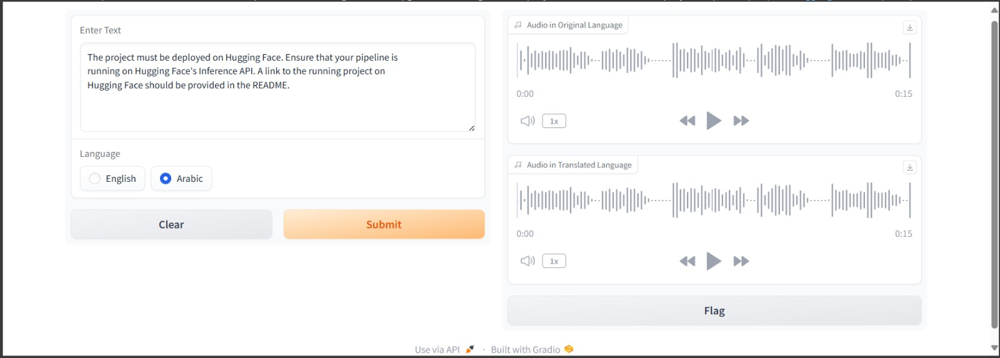 Enter Text
The project must be deployed on Hugging Face. Ensure that your pipeline is
running on Hugging Face's Inference API. A link to the running project on
Hugging Face should be provided in the README.
Language
English
Arabic
Clear
Submit
Audio in Original Language
0:00
0:15
1x
Audio in Translated Language
0:00
0:15
1x
Flag
Use via API
·
Built with Gradio